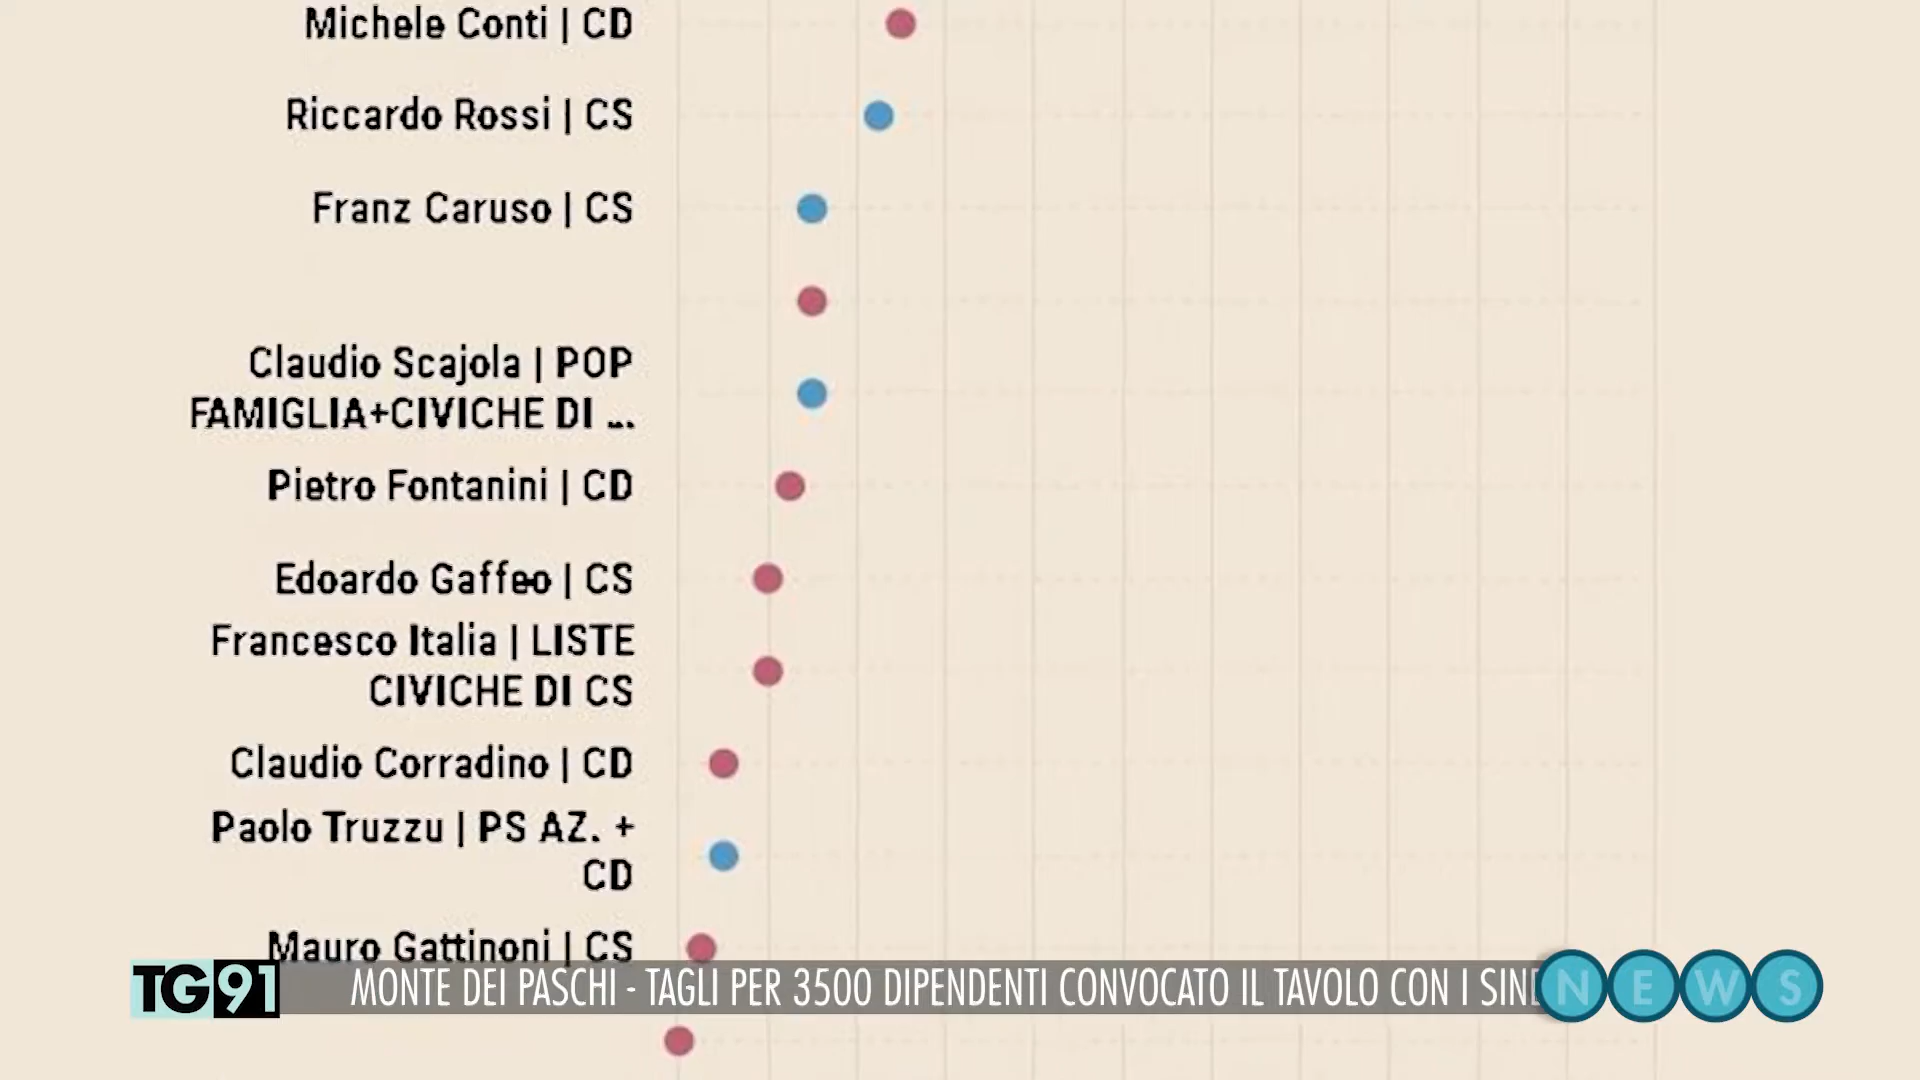 Michele Conti | CD
Riccardo Rossi | CS
Franz Caruso | CS
Claudio Scajola | POP
FAMIGLIA+CIVICHE DI ...
Pietro Fontanini | CD
Edoardo Gaffeo | CS
Francesco Italia | LISTE
CIVICHE DI CS
Claudio Corradino | CD
Paolo Truzzu | PS AZ. +
CD
Mauro Gattinoni | CS
TG91
MONTE DEI PASCHI - TAGLI PER 3500 DIPENDENTI CONVOCATO IL TAVOLO CON I SIND
NEWS